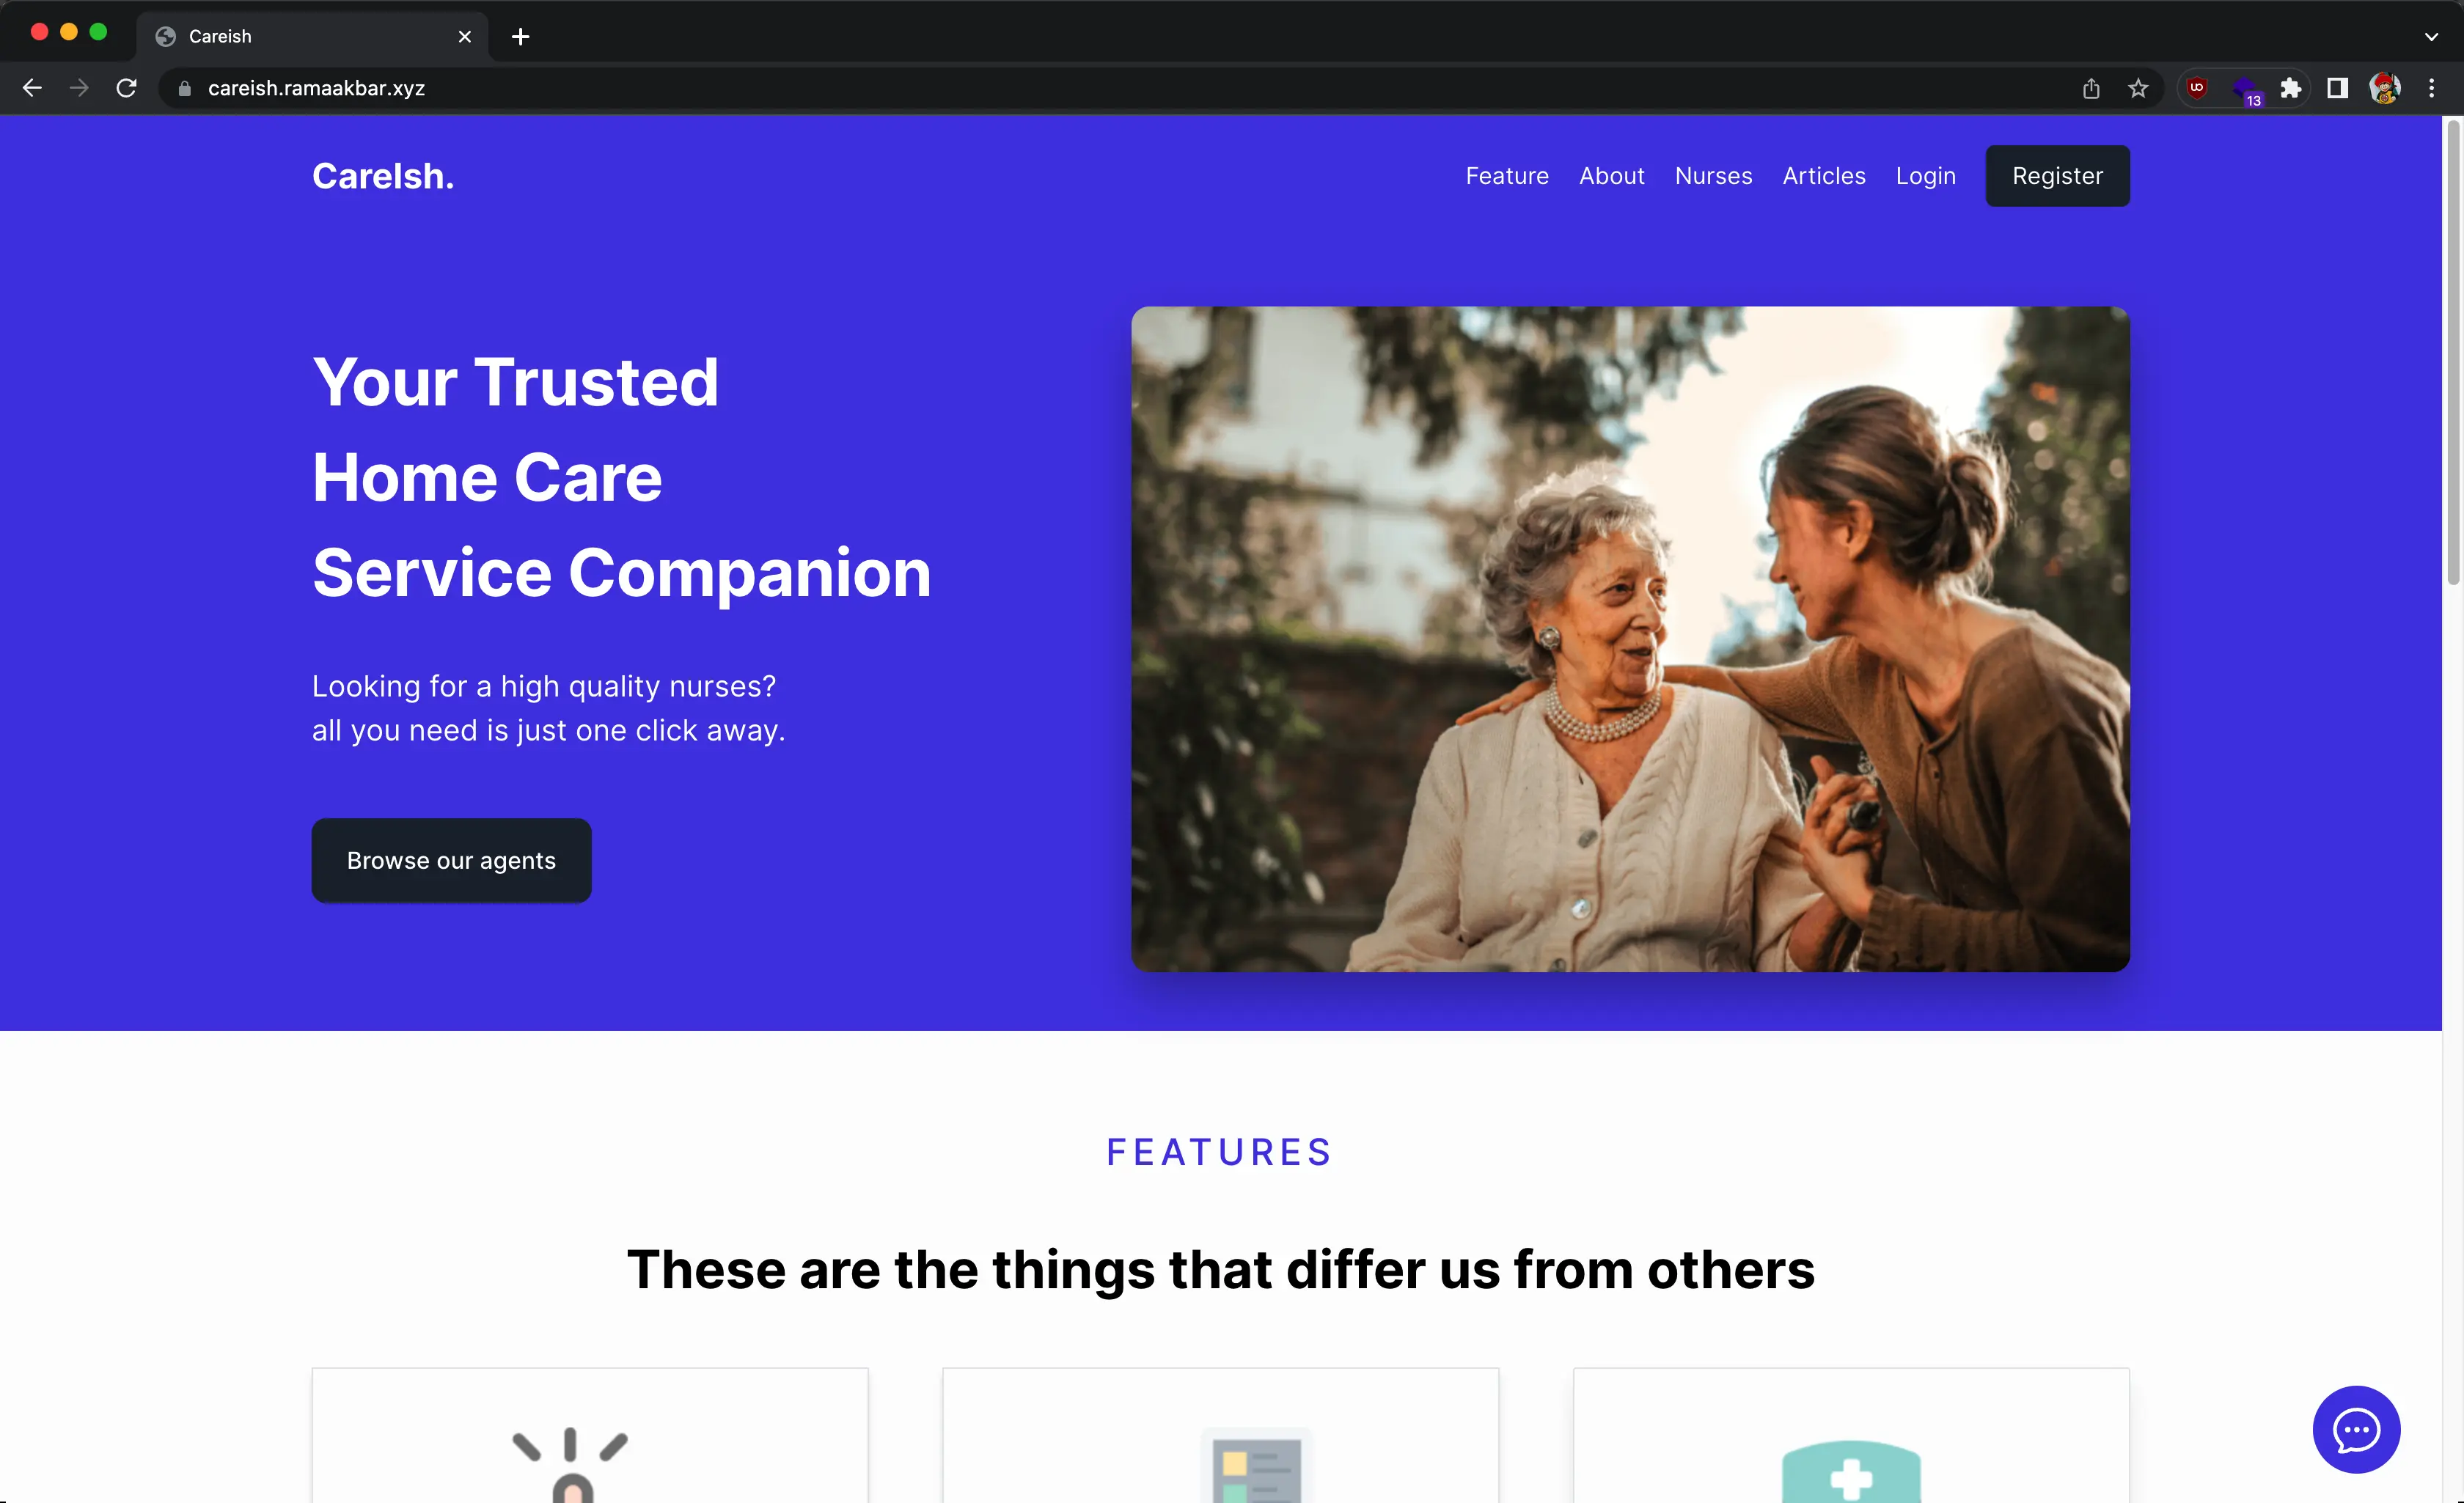 Careish
careish.ramaakbar.xyz
13
CareIsh.
Feature
About
Nurses
Articles
Login
Register
Your Trusted
Home Care
Service Companion
Looking for a high quality nurses?
all you need is just one click away.
Browse our agents
FEATURES
These are the things that differ us from others